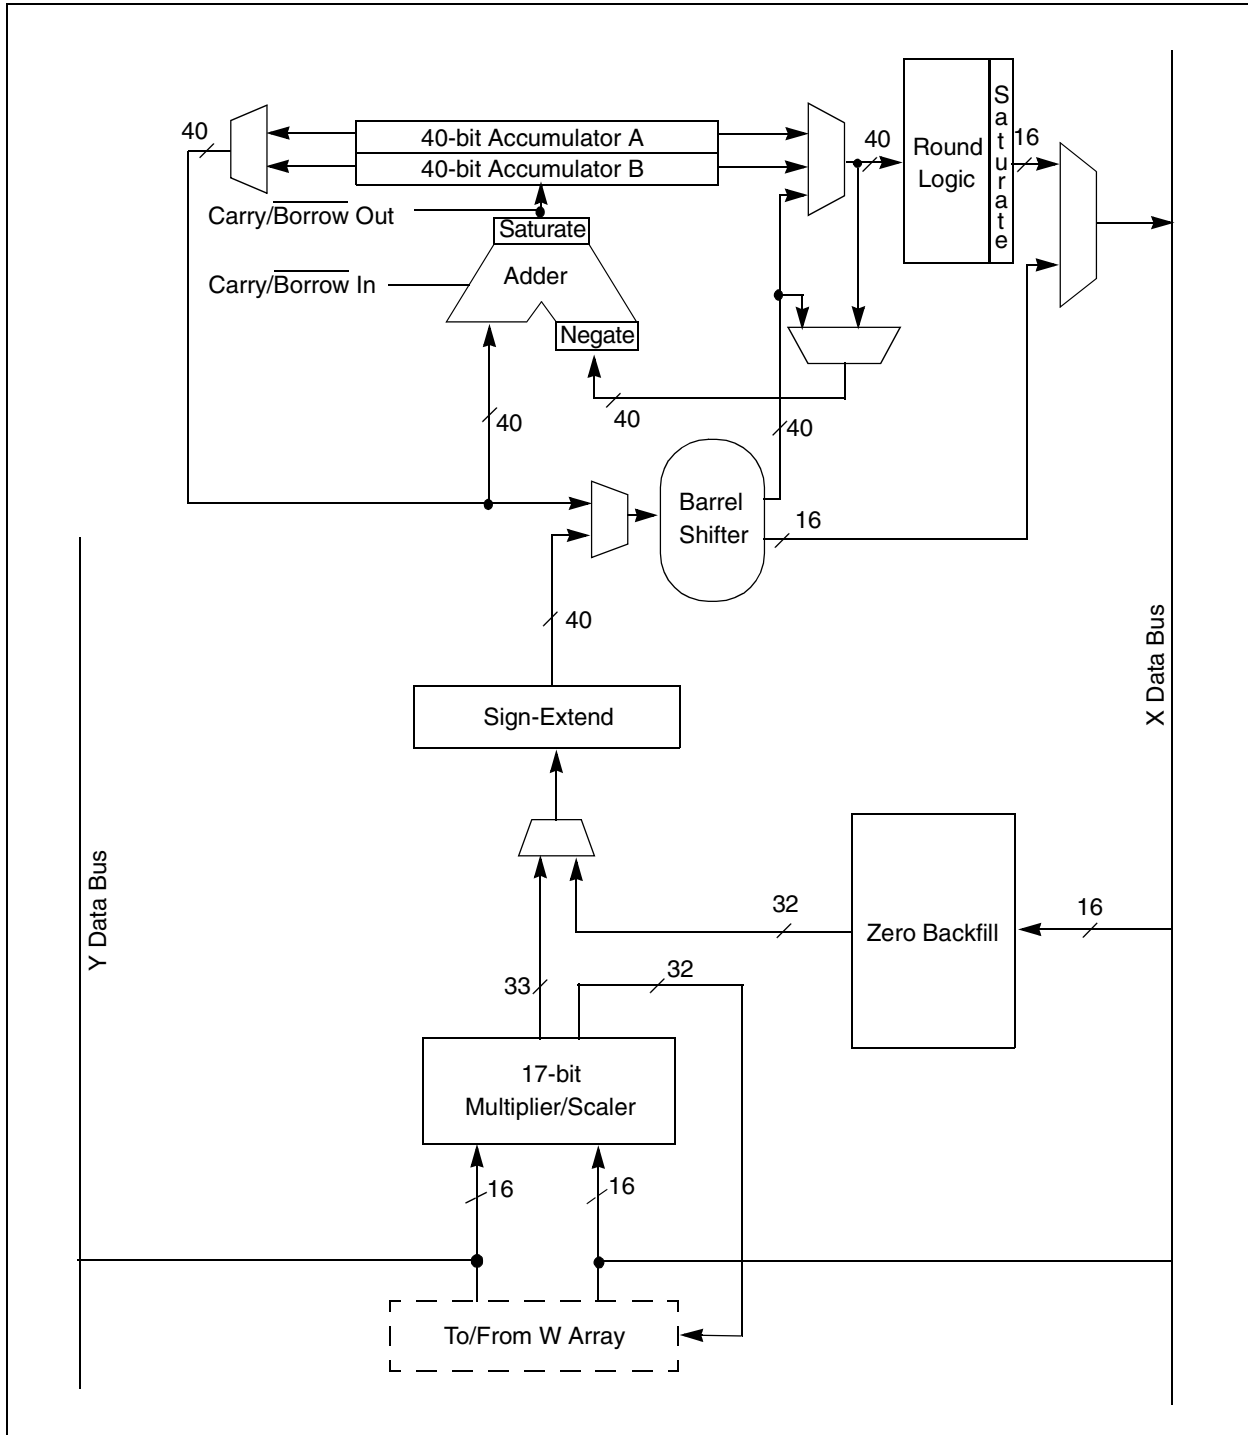 40
40-bit Accumulator A
40-bit Accumulator B
Carry/Borrow Out
Saturate
Carry/Borrow In
Adder
Negate
40
Round
Logic
Saturate
16
40
40
40
Barrel
Shifter
16
40
Sign-Extend
X Data Bus
Y Data Bus
32
Zero Backfill
16
33
32
17-bit
Multiplier/Scaler
16
16
To/From W Array